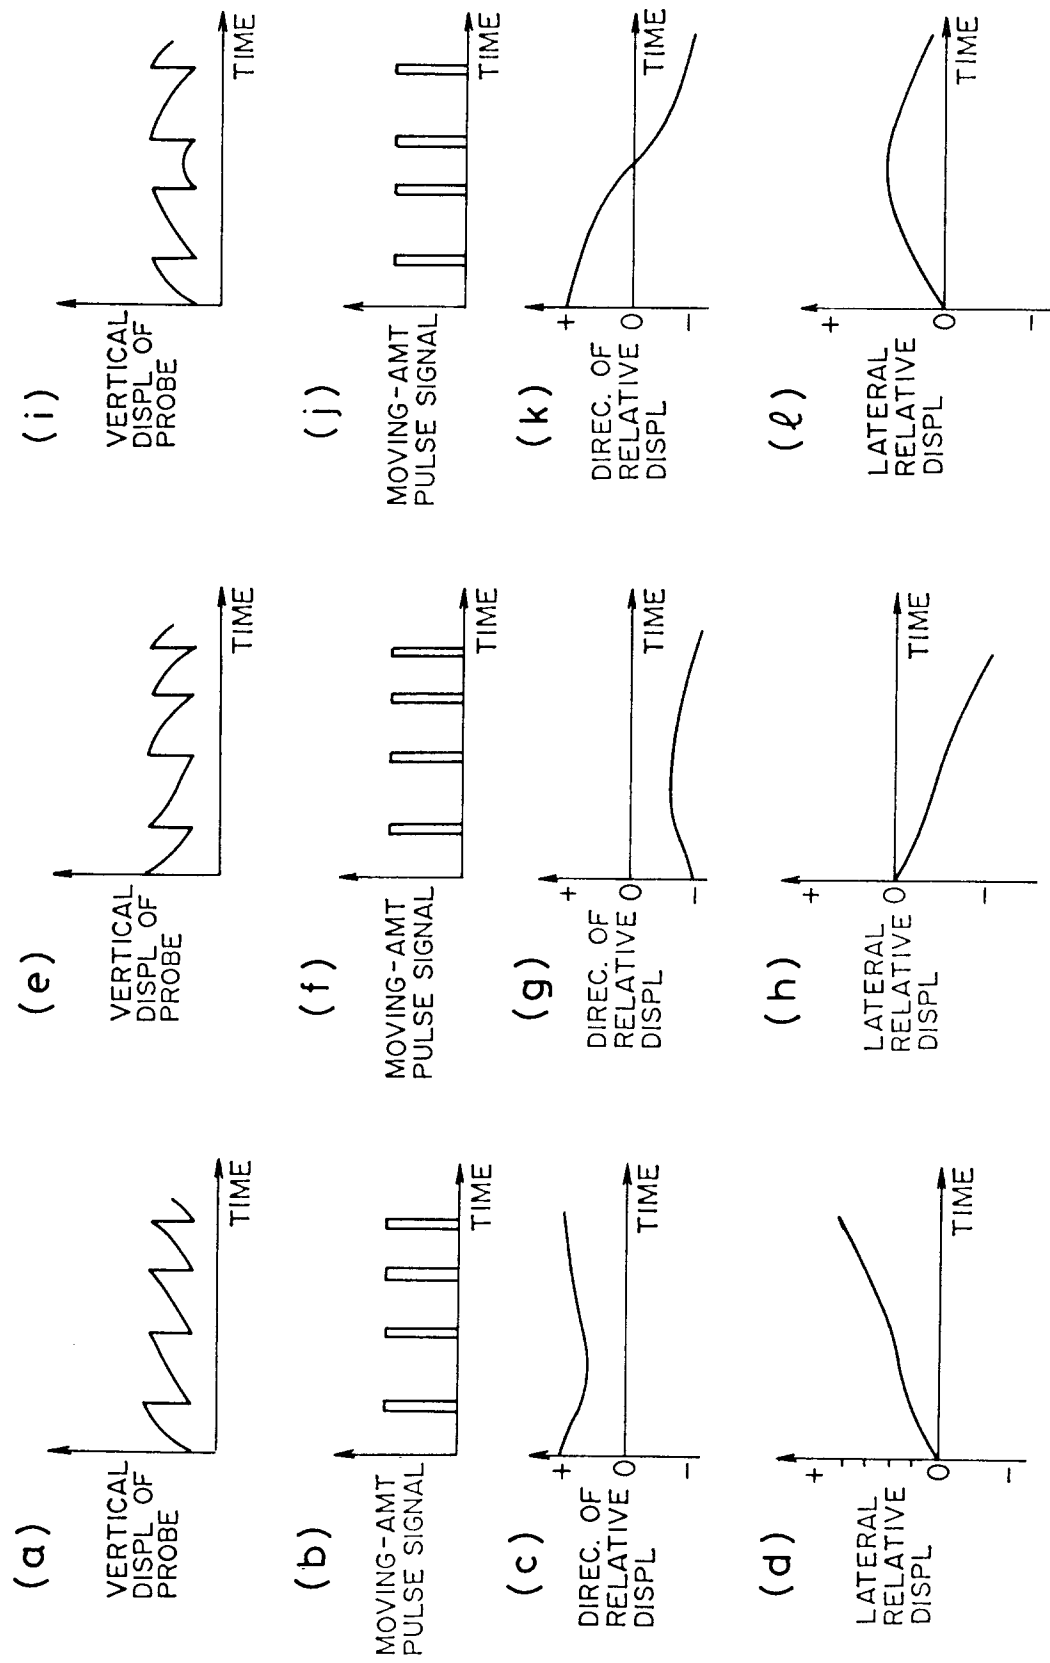 (a)
VERTICAL
DISPL OF
PROBE
TIME
(b)
MOVING-AMT
PULSE SIGNAL
TIME
(c)
DIREC. OF
RELATIVE
DISPL
+
0
−
TIME
(d)
LATERAL
RELATIVE
DISPL
+
0
−
TIME
(e)
VERTICAL
DISPL OF
PROBE
TIME
(f)
MOVING-AMT
PULSE SIGNAL
TIME
(g)
DIREC. OF
RELATIVE
DISPL
+
0
−
TIME
(h)
LATERAL
RELATIVE
DISPL
+
0
−
TIME
(i)
VERTICAL
DISPL OF
PROBE
TIME
(j)
MOVING-AMT
PULSE SIGNAL
TIME
(k)
DIREC. OF
RELATIVE
DISPL
+
0
−
TIME
(ℓ)
LATERAL
RELATIVE
DISPL
+
0
−
TIME